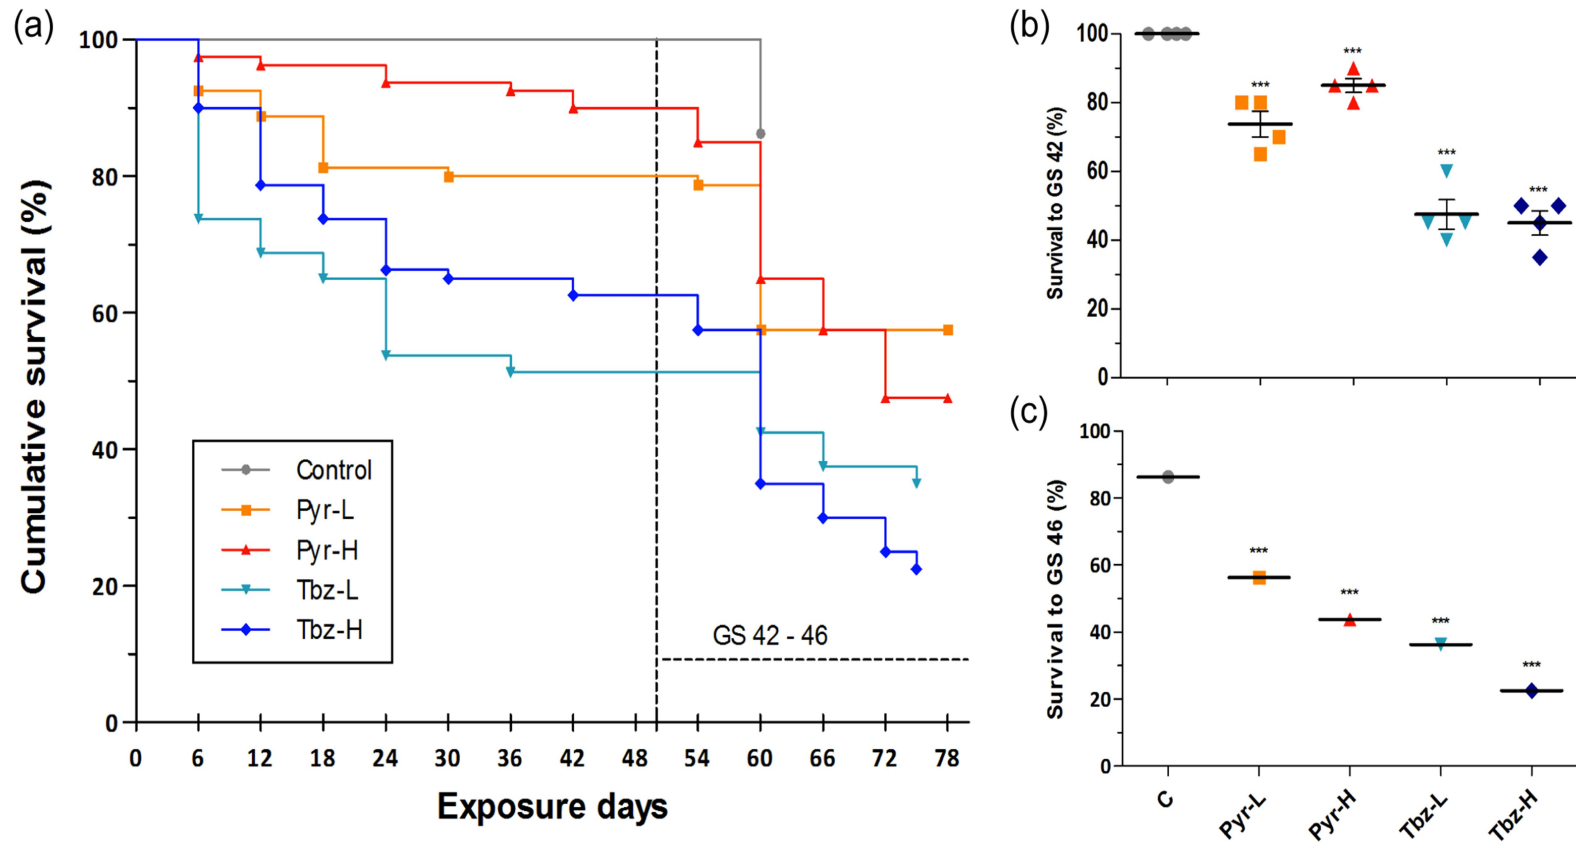 (a)
Cumulative survival (%)
100
80
60
40
20
0
Control
Pyr-L
Pyr-H
Tbz-L
Tbz-H
GS 42 - 46
0 6 12 18 24 30 36 42 48 54 60 66 72 78
Exposure days
(b)
Survival to GS 42 (%)
100
80
60
40
20
0
***
***
***
***
(c)
Survival to GS 46 (%)
100
80
60
40
20
0
***
***
***
***
C Pyr-L Pyr-H Tbz-L Tbz-H